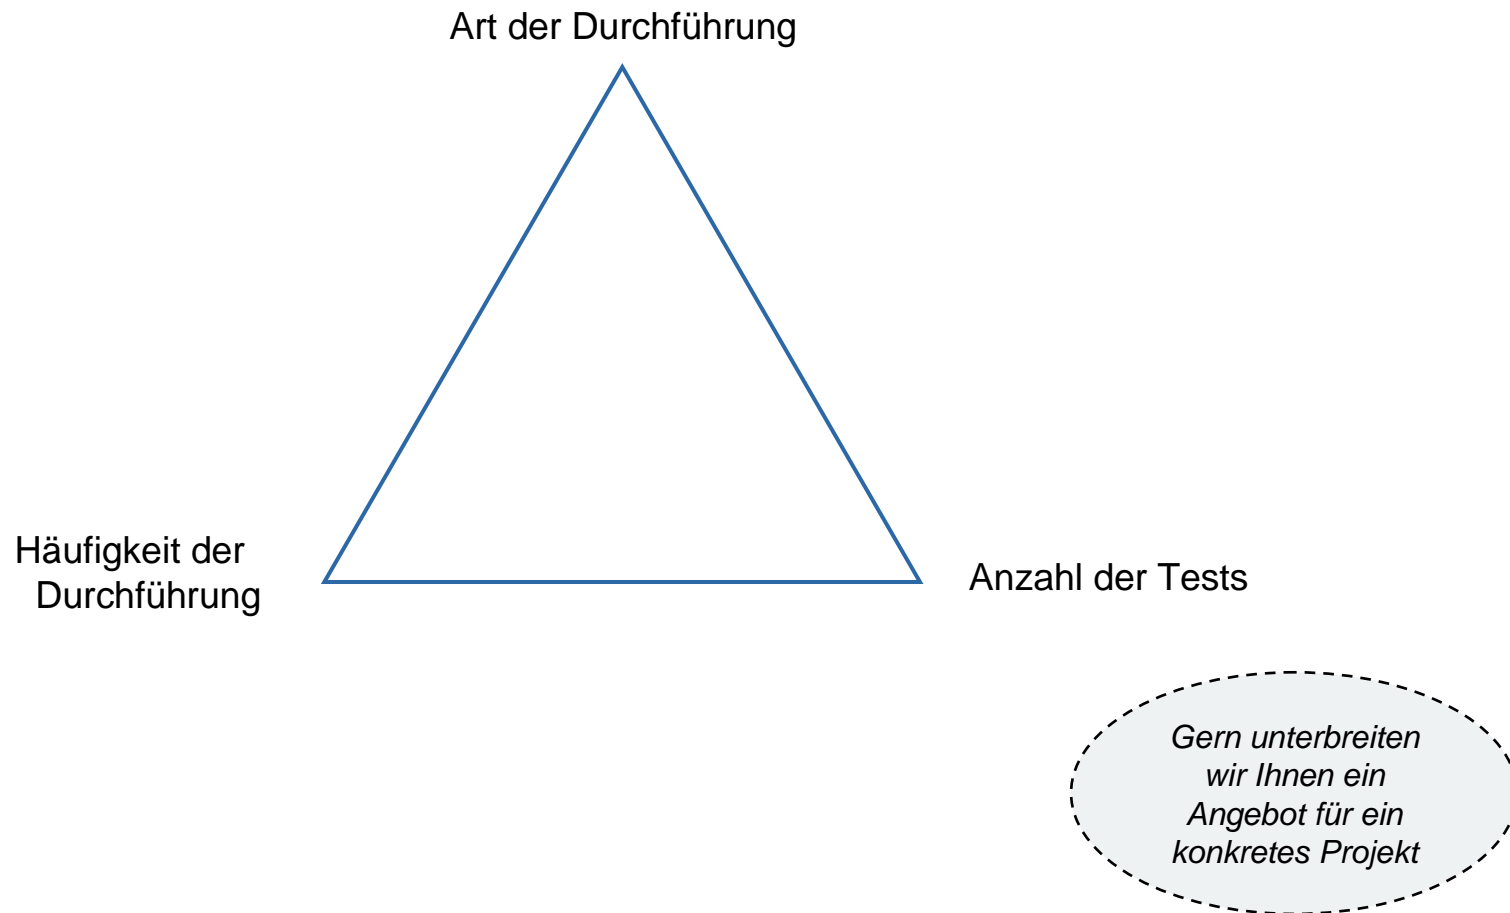 Art der Durchführung
Häufigkeit der
Durchführung
Anzahl der Tests
Gern unterbreiten
wir Ihnen ein
Angebot für ein
konkretes Projekt